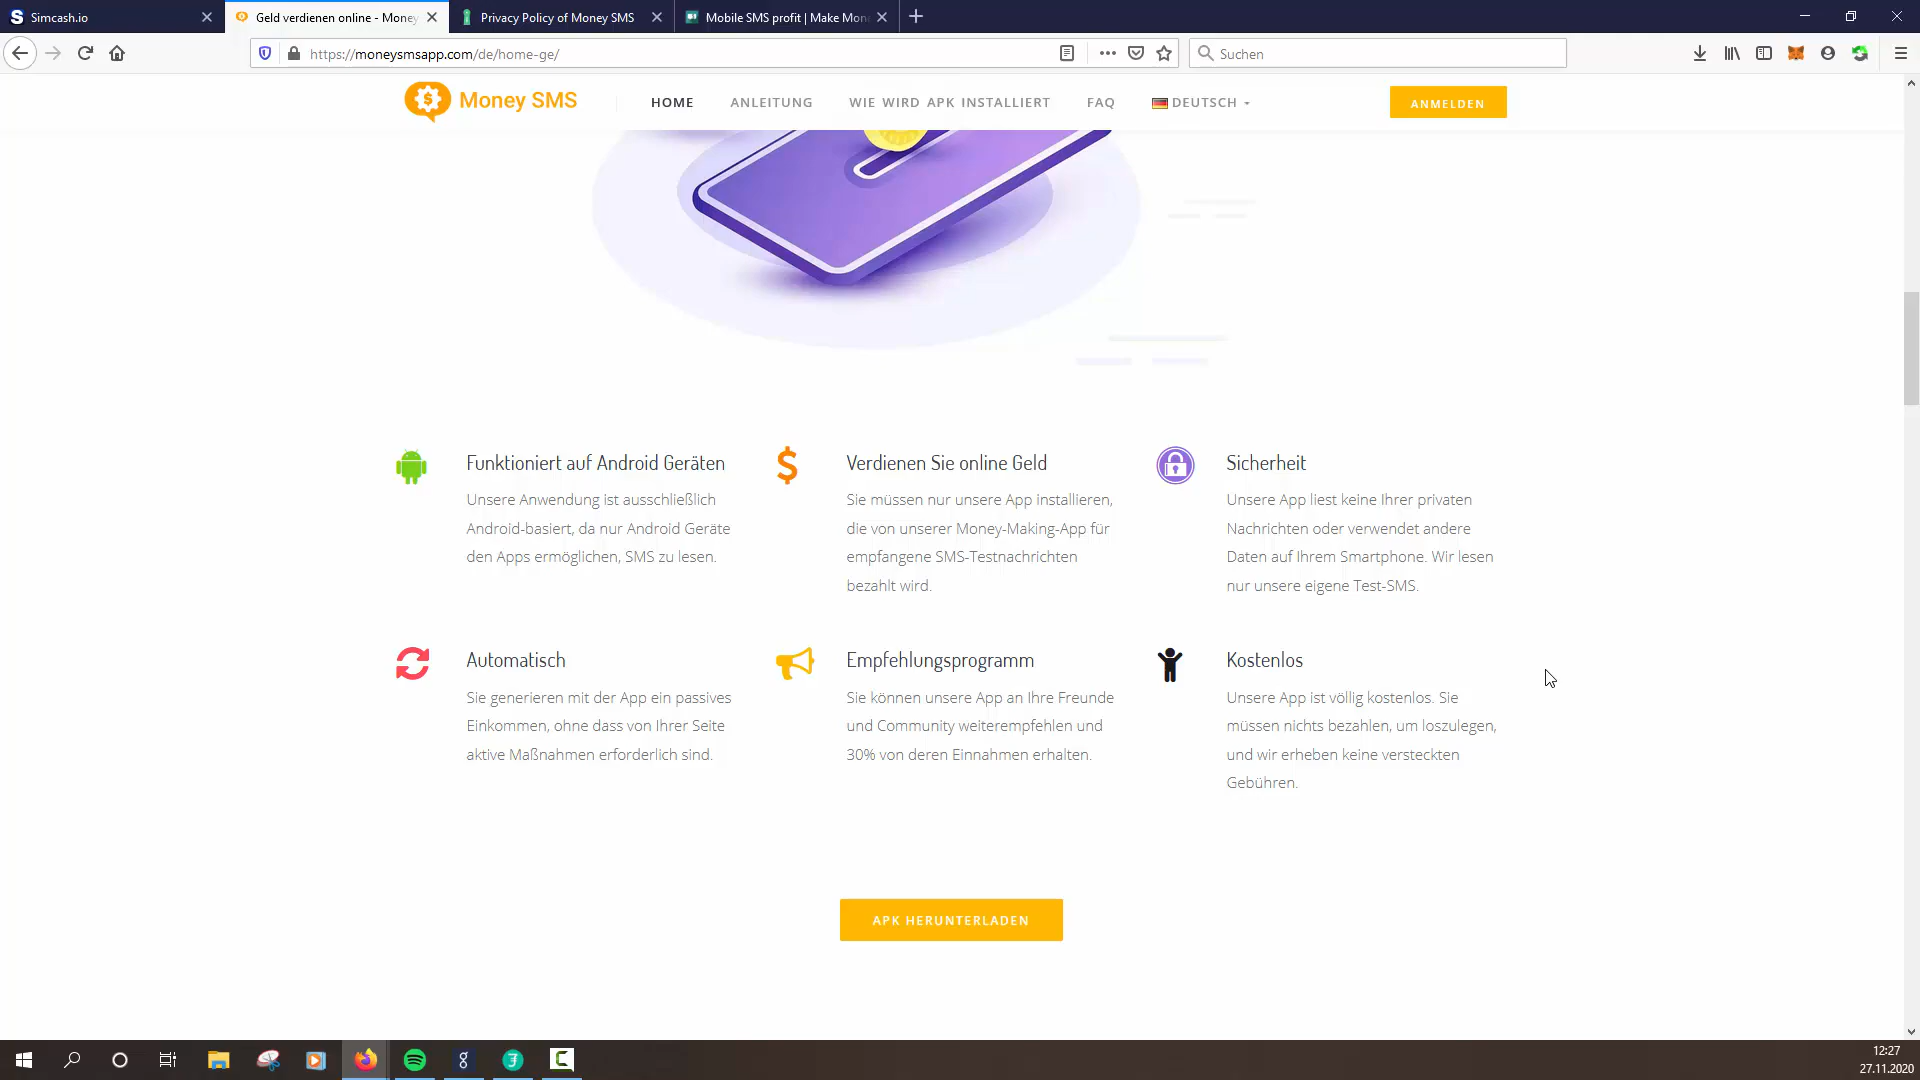 Simcash.io
Geld verdienen online - Money
Privacy Policy of Money SMS
Mobile SMS profit | Make Mon
https://moneysmsapp.com/de/home-ge/
Suchen
Money SMS
HOME
ANLEITUNG
WIE WIRD APK INSTALLIERT
FAQ
DEUTSCH
ANMELDEN
Funktioniert auf Android Geräten
Unsere Anwendung ist ausschließlich
Android-basiert, da nur Android Geräte
den Apps ermöglichen, SMS zu lesen.
Verdienen Sie online Geld
Sie müssen nur unsere App installieren,
die von unserer Money-Making-App für
empfangene SMS-Testnachrichten
bezahlt wird.
Sicherheit
Unsere App liest keine Ihrer privaten
Nachrichten oder verwendet andere
Daten auf Ihrem Smartphone. Wir lesen
nur unsere eigene Test-SMS.
Automatisch
Sie generieren mit der App ein passives
Einkommen, ohne dass von Ihrer Seite
aktive Maßnahmen erforderlich sind.
Empfehlungsprogramm
Sie können unsere App an Ihre Freunde
und Community weiterempfehlen und
30% von deren Einnahmen erhalten.
Kostenlos
Unsere App ist völlig kostenlos. Sie
müssen nichts bezahlen, um loszulegen,
und wir erheben keine versteckten
Gebühren.
APK HERUNTERLADEN
12:27
27.11.2020